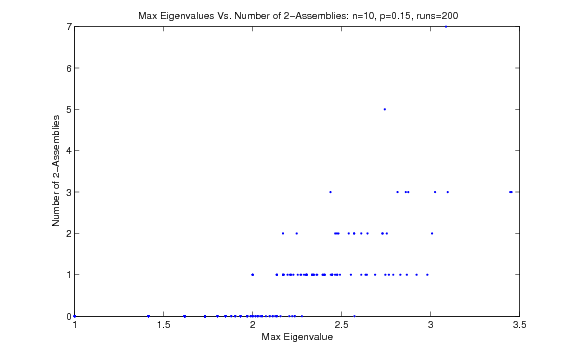 Max Eigenvalues Vs. Number of 2−Assemblies: n=10, p=0.15, runs=200
7
6
5
4
3
2
1
0
Number of 2−Assemblies
1 1.5 2 2.5 3 3.5
Max Eigenvalue